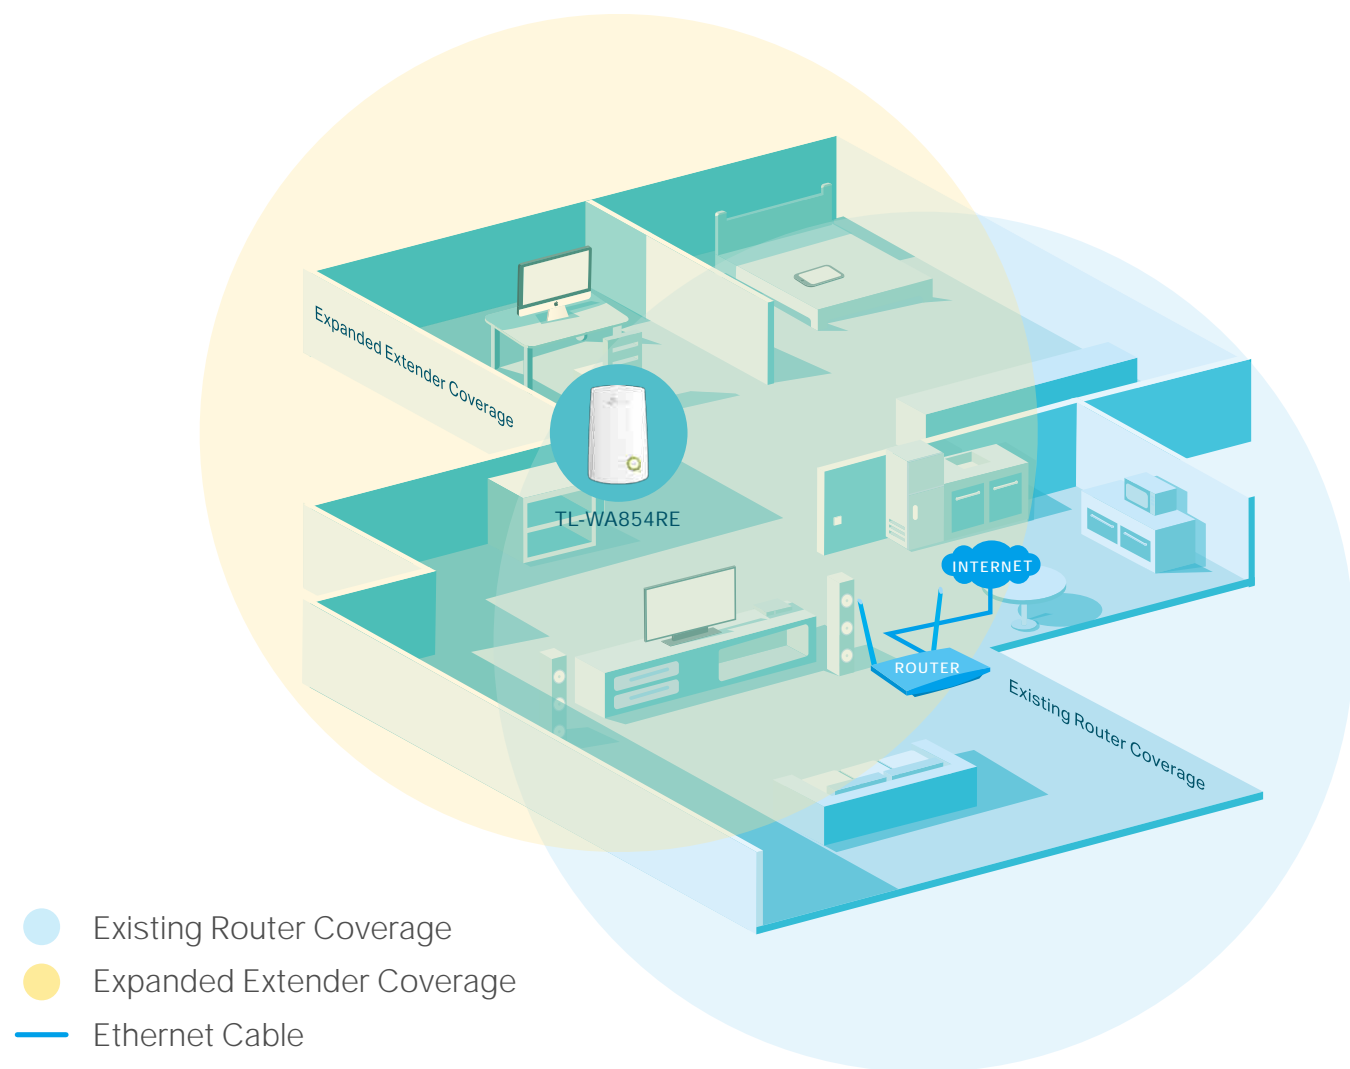 Expanded Extender Coverage
TL-WA854RE
INTERNET
ROUTER
Existing Router Coverage
Existing Router Coverage
Expanded Extender Coverage
Ethernet Cable